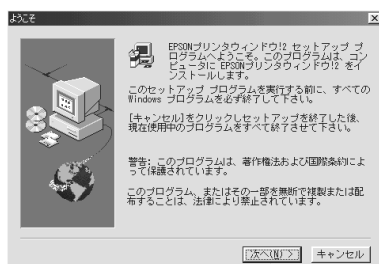 ようこそ
EPSONプリンタウィンドウ!2 セットアップ プ
ログラムへようこそ。このプログラムは、コン
ピュータに EPSONプリンタウィンドウ!2 をイ
ンストールします。
このセットアップ プログラムを実行する前に、すべての
Windows プログラムを必ず終了して下さい。
[キャンセル]をクリックしセットアップを終了した後、
現在使用中のプログラムをすべて終了させて下さい。
警告: このプログラムは、著作権法および国際条約によ
って保護されています。
このプログラム、またはその一部を無断で複製または配
布することは、法律により禁止されています。
次へ(N) >
キャンセル